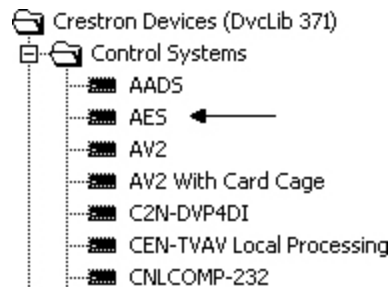 Crestron Devices (DvcLib 371)
Control Systems
AADS
AES
AV2
AV2 With Card Cage
C2N-DVP4DI
CEN-TVAV Local Processing
CNLCOMP-232